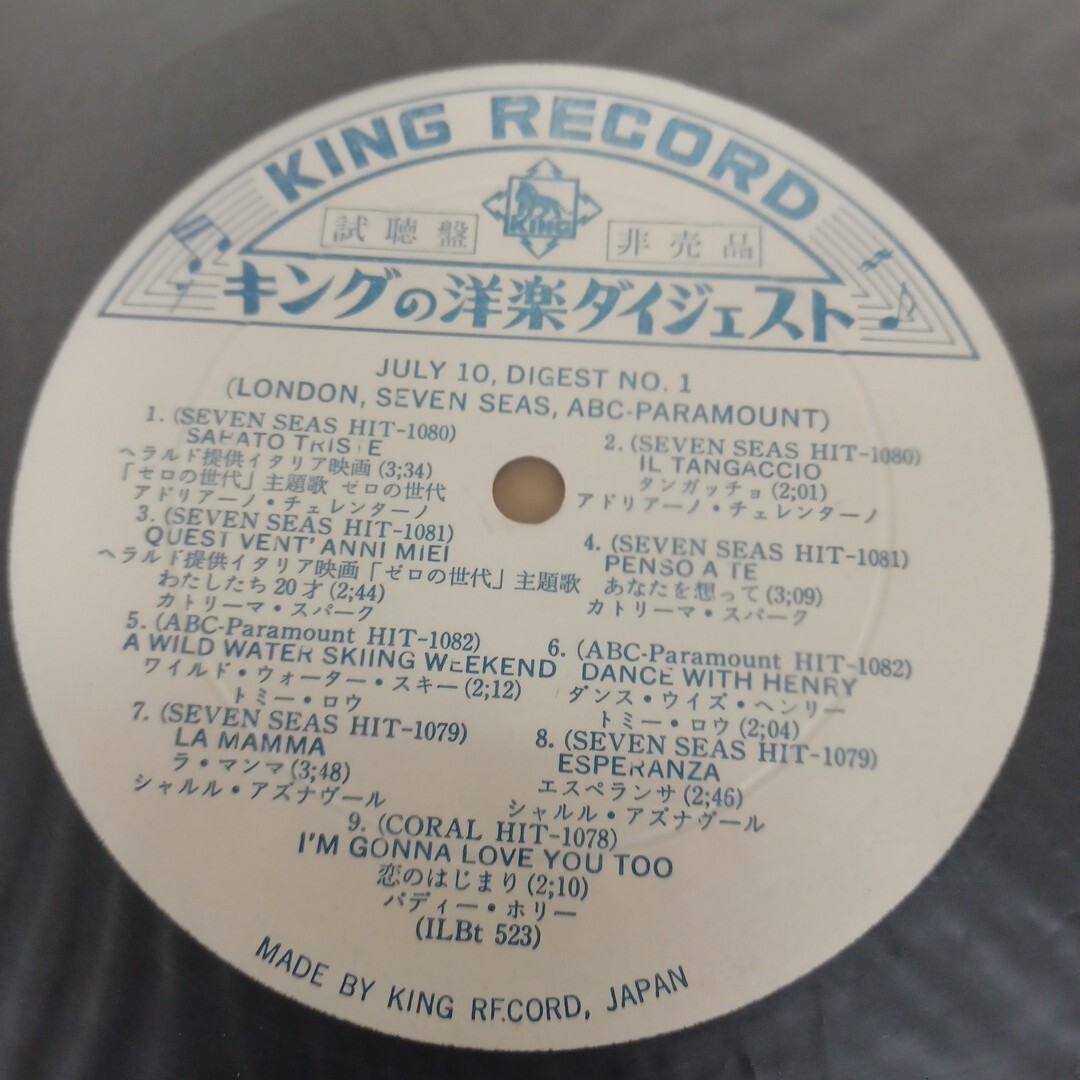 KING RECORD
試聴盤
KING
非売品
キングの洋楽ダイジェスト
JULY 10, DIGEST NO. 1
(LONDON, SEVEN SEAS, ABC-PARAMOUNT)
1. (SEVEN SEAS HIT-1080)
SABATO TRISTE
ヘラルド提供イタリア映画 (3;34)
「ゼロの世代」主題歌 ゼロの世代
アドリアーノ・チェレンターノ
2. (SEVEN SEAS HIT-1080)
IL TANGACCIO
タンガッチョ (2;01)
アドリアーノ・チェレンターノ
3. (SEVEN SEAS HIT-1081)
QUEST VENT' ANNI MIEI
ヘラルド提供イタリア映画「ゼロの世代」主題歌
わたしたち20才 (2;44)
カトリーマ・スパーク
4. (SEVEN SEAS HIT-1081)
PENSO A TE
あなたを想って (3;09)
カトリーマ・スパーク
5. (ABC-Paramount HIT-1082)
A WILD WATER SKIING WEEKEND
ワイルド・ウォーター・スキー (2;12)
トミー・ロウ
6. (ABC-Paramount HIT-1082)
DANCE WITH HENRY
ダンス・ウイズ・ヘンリー
トミー・ロウ (2;04)
7. (SEVEN SEAS HIT-1079)
LA MAMMA
ラ・マンマ (3;48)
シャルル・アズナヴール
8. (SEVEN SEAS HIT-1079)
ESPERANZA
エスペランサ (2;46)
シャルル・アズナヴール
9. (CORAL HIT-1078)
I'M GONNA LOVE YOU TOO
恋のはじまり (2;10)
バディー・ホリー
(ILBt 523)
MADE BY KING RECORD, JAPAN